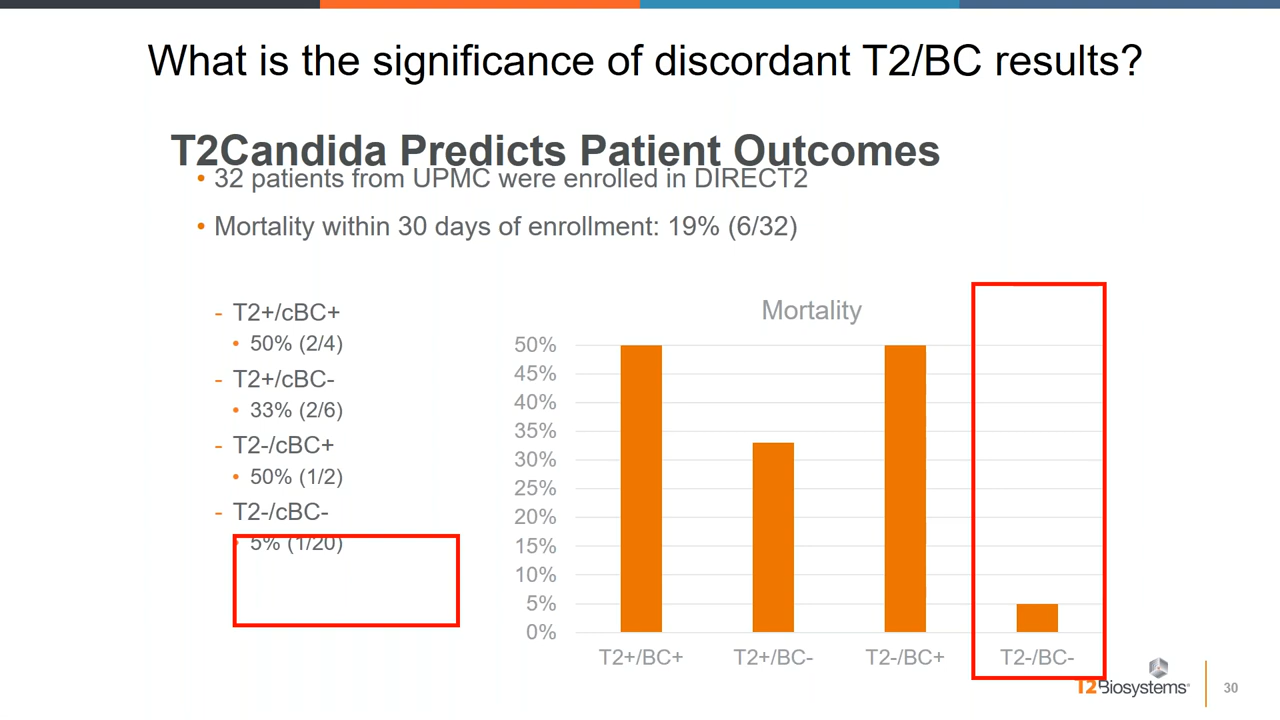 What is the significance of discordant T2/BC results?
T2Candida Predicts Patient Outcomes
• 32 patients from UPMC were enrolled in DIRECT2
• Mortality within 30 days of enrollment: 19% (6/32)
- T2+/cBC+
• 50% (2/4)
- T2+/cBC-
• 33% (2/6)
- T2-/cBC+
• 50% (1/2)
- T2-/cBC-
• 5% (1/20)
Mortality
50%
45%
40%
35%
30%
25%
20%
15%
10%
5%
0%
T2+/BC+ T2+/BC- T2-/BC+ T2-/BC-
T2Biosystems®
30